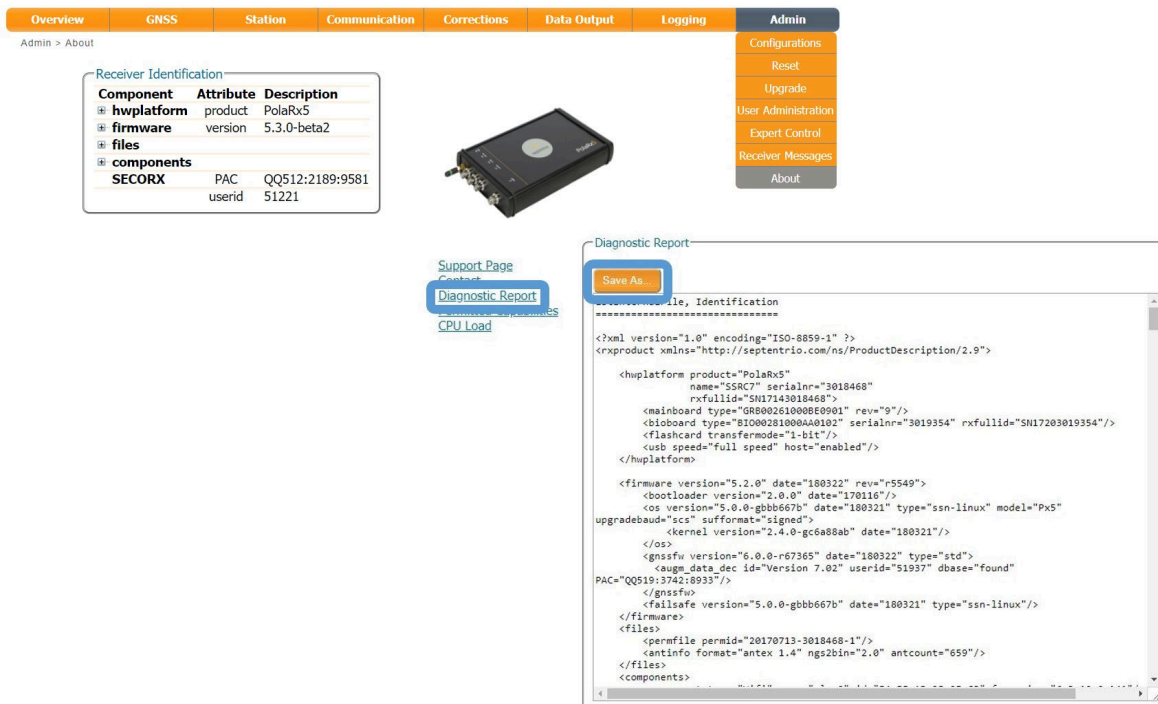 Overview GNSS Station Communication Corrections Data Output Logging Admin
Admin > About
Configurations
Reset
Upgrade
User Administration
Expert Control
Receiver Messages
About
Receiver Identification
Component Attribute Description
hwplatform product PolaRx5
firmware version 5.3.0-beta2
files
components
SECORX PAC QQ512:2189:9581
userid 51221
PolaRx5
Support Page
Contact
Diagnostic Report
Permitted Capabilities
CPU Load
Diagnostic Report
Save As...
File, Identification
==============================
<?xml version="1.0" encoding="ISO-8859-1" ?>
<rxproduct xmlns="http://septentrio.com/ns/ProductDescription/2.9">
<hwplatform product="PolaRx5"
name="SSRC7" serialnr="3018468"
rxfullid="SN17143018468">
<mainboard type="GRB00261000BE0901" rev="9"/>
<bioboard type="BIO00281000AA0102" serialnr="3019354" rxfullid="SN17203019354"/>
<flashcard transfermode="1-bit"/>
<usb speed="full speed" host="enabled"/>
</hwplatform>
<firmware version="5.2.0" date="180322" rev="r5549">
<bootloader version="2.0.0" date="170116"/>
<os version="5.0.0-gbbb667b" date="180321" type="ssn-linux" model="Px5"
upgradebaud="scs" sufformat="signed">
<kernel version="2.4.0-gc6a88ab" date="180321"/>
</os>
<gnssfw version="6.0.0-r67365" date="180322" type="std">
<augm_data_dec id="Version 7.02" userid="51937" dbase="found"
PAC="QQ519:3742:8933"/>
</gnssfw>
<failsafe version="5.0.0-gbbb667b" date="180321" type="ssn-linux"/>
</firmware>
<files>
<permfile permid="20170713-3018468-1"/>
<antinfo format="antex 1.4" ngs2bin="2.0" antcount="659"/>
</files>
<components>